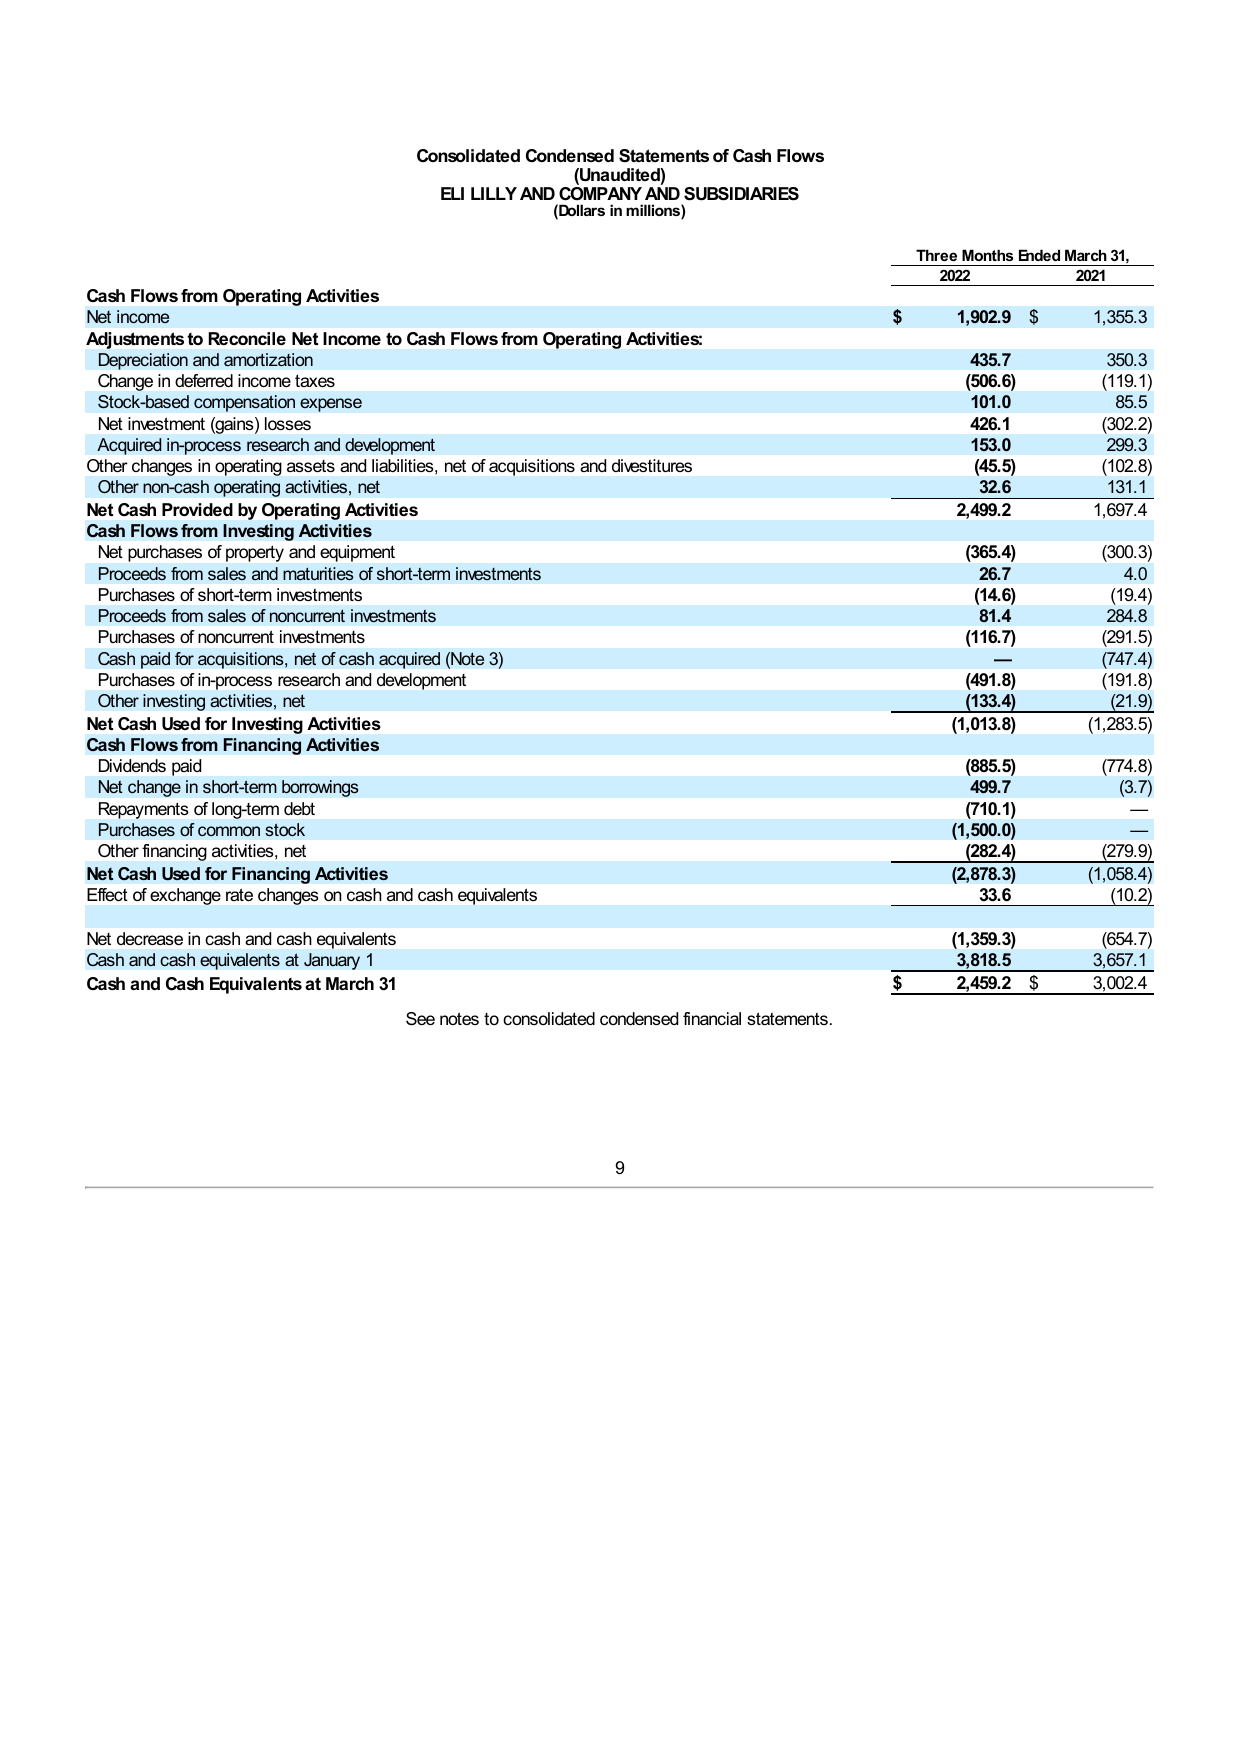 Consolidated Condensed Statements of Cash Flows
(Unaudited)
ELI LILLY AND COMPANY AND SUBSIDIARIES
(Dollars in millions)
Three Months Ended March 31,
2022 2021
Cash Flows from Operating Activities
Net income $ 1,902.9 $ 1,355.3
Adjustments to Reconcile Net Income to Cash Flows from Operating Activities:
Depreciation and amortization 435.7 350.3
Change in deferred income taxes (506.6) (119.1)
Stock-based compensation expense 101.0 85.5
Net investment (gains) losses 426.1 (302.2)
Acquired in-process research and development 153.0 299.3
Other changes in operating assets and liabilities, net of acquisitions and divestitures (45.5) (102.8)
Other non-cash operating activities, net 32.6 131.1
Net Cash Provided by Operating Activities 2,499.2 1,697.4
Cash Flows from Investing Activities
Net purchases of property and equipment (365.4) (300.3)
Proceeds from sales and maturities of short-term investments 26.7 4.0
Purchases of short-term investments (14.6) (19.4)
Proceeds from sales of noncurrent investments 81.4 284.8
Purchases of noncurrent investments (116.7) (291.5)
Cash paid for acquisitions, net of cash acquired (Note 3) — (747.4)
Purchases of in-process research and development (491.8) (191.8)
Other investing activities, net (133.4) (21.9)
Net Cash Used for Investing Activities (1,013.8) (1,283.5)
Cash Flows from Financing Activities
Dividends paid (885.5) (774.8)
Net change in short-term borrowings 499.7 (3.7)
Repayments of long-term debt (710.1) —
Purchases of common stock (1,500.0) —
Other financing activities, net (282.4) (279.9)
Net Cash Used for Financing Activities (2,878.3) (1,058.4)
Effect of exchange rate changes on cash and cash equivalents 33.6 (10.2)
Net decrease in cash and cash equivalents (1,359.3) (654.7)
Cash and cash equivalents at January 1 3,818.5 3,657.1
Cash and Cash Equivalents at March 31 $ 2,459.2 $ 3,002.4
See notes to consolidated condensed financial statements.
9